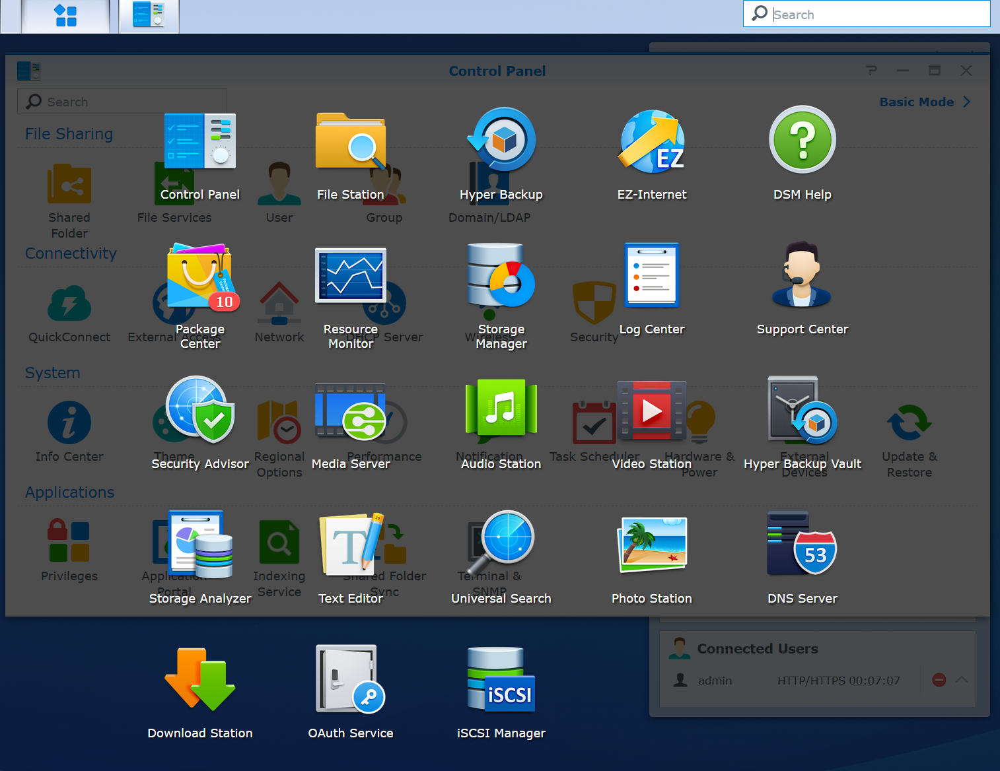 Search
Control Panel
Search
Basic Mode
File Sharing
EZ
Control Panel
File Station
Hyper Backup
EZ-Internet
DSM Help
Shared
Folder
File Services
User
Group
Domain/LDAP
Connectivity
10
Package
Center
Resource
Monitor
Storage
Manager
Log Center
Support Center
QuickConnect
External Access
Network
DHCP Server
Wireless
Security
System
Info Center
Theme
Regional
Options
Performance
Notification
Task Scheduler
Hardware &
Power
External
Devices
Update &
Restore
Security Advisor
Media Server
Audio Station
Video Station
Hyper Backup Vault
Applications
T
53
Privileges
Application
Portal
Indexing
Service
Shared Folder
Sync
Terminal &
SNMP
Storage Analyzer
Text Editor
Universal Search
Photo Station
DNS Server
Connected Users
admin
HTTP/HTTPS 00:07:07
iSCSI
Download Station
OAuth Service
iSCSI Manager